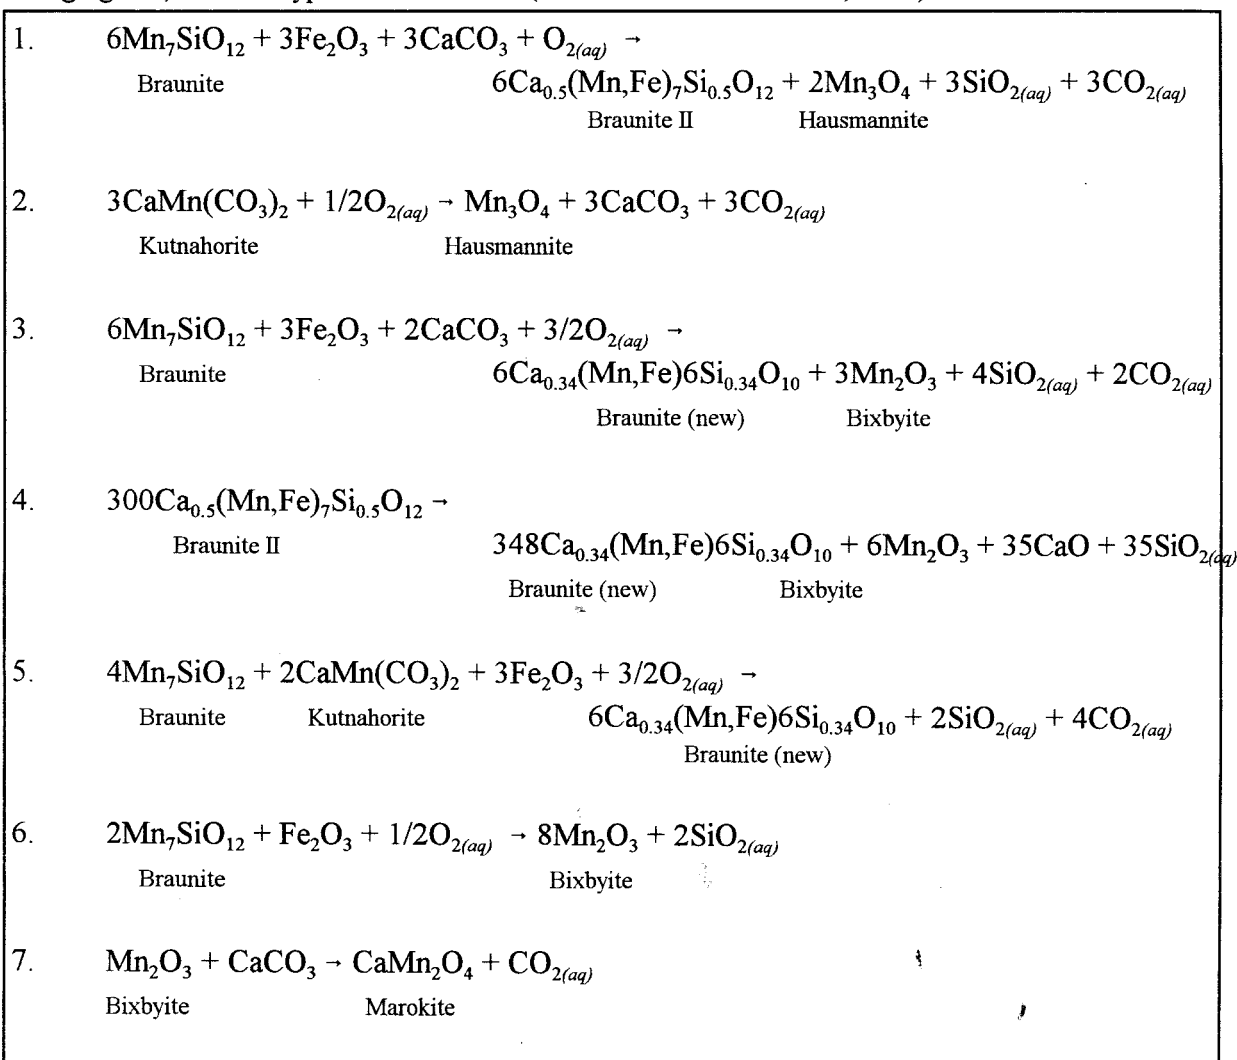 1. 6Mn₇SiO₁₂ + 3Fe₂O₃ + 3CaCO₃ + O₂₍aq₎ →
6Ca₀.₅(Mn,Fe)₇Si₀.₅O₁₂ + 2Mn₃O₄ + 3SiO₂₍aq₎ + 3CO₂₍aq₎
Braunite
Braunite II Hausmannite
2. 3CaMn(CO₃)₂ + 1/2O₂₍aq₎ → Mn₃O₄ + 3CaCO₃ + 3CO₂₍aq₎
Kutnahorite Hausmannite
3. 6Mn₇SiO₁₂ + 3Fe₂O₃ + 2CaCO₃ + 3/2O₂₍aq₎ →
Braunite 6Ca₀.₃₄(Mn,Fe)6Si₀.₃₄O₁₀ + 3Mn₂O₃ + 4SiO₂₍aq₎ + 2CO₂₍aq₎
Braunite (new) Bixbyite
4. 300Ca₀.₅(Mn,Fe)₇Si₀.₅O₁₂ →
Braunite II 348Ca₀.₃₄(Mn,Fe)6Si₀.₃₄O₁₀ + 6Mn₂O₃ + 35CaO + 35SiO₂₍aq₎
Braunite (new) Bixbyite
5. 4Mn₇SiO₁₂ + 2CaMn(CO₃)₂ + 3Fe₂O₃ + 3/2O₂₍aq₎ →
Braunite Kutnahorite 6Ca₀.₃₄(Mn,Fe)6Si₀.₃₄O₁₀ + 2SiO₂₍aq₎ + 4CO₂₍aq₎
Braunite (new)
6. 2Mn₇SiO₁₂ + Fe₂O₃ + 1/2O₂₍aq₎ → 8Mn₂O₃ + 2SiO₂₍aq₎
Braunite Bixbyite
7. Mn₂O₃ + CaCO₃ → CaMn₂O₄ + CO₂₍aq₎
Bixbyite Marokite